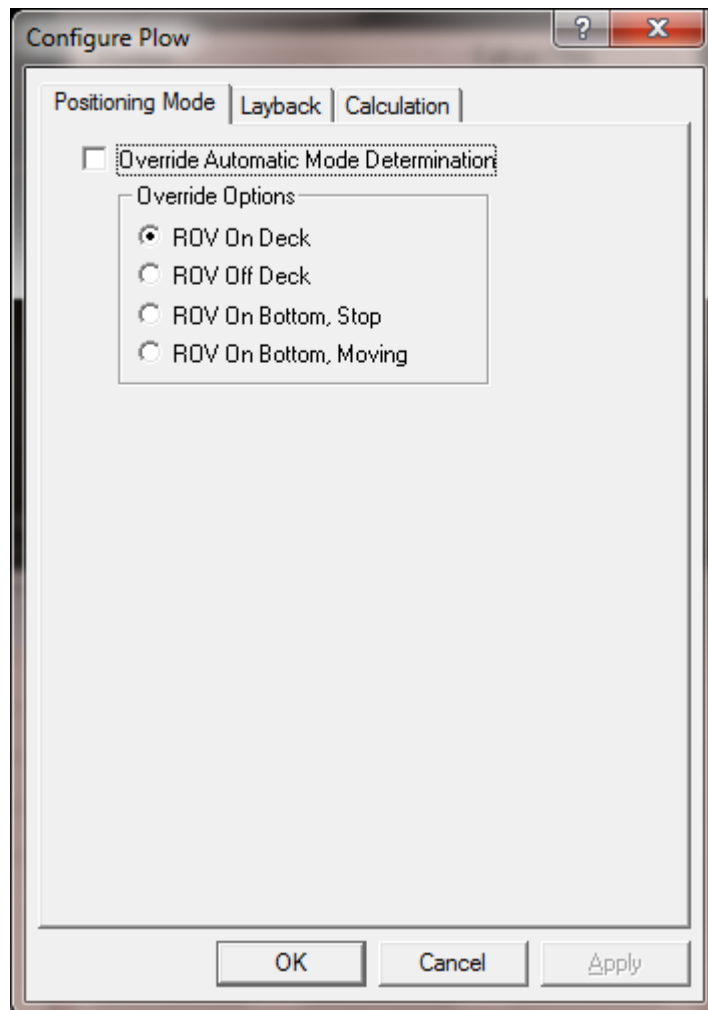 Configure Plow
?
Positioning Mode Layback Calculation
Override Automatic Mode Determination
Override Options
ROV On Deck
ROV Off Deck
ROV On Bottom, Stop
ROV On Bottom, Moving
OK Cancel Apply